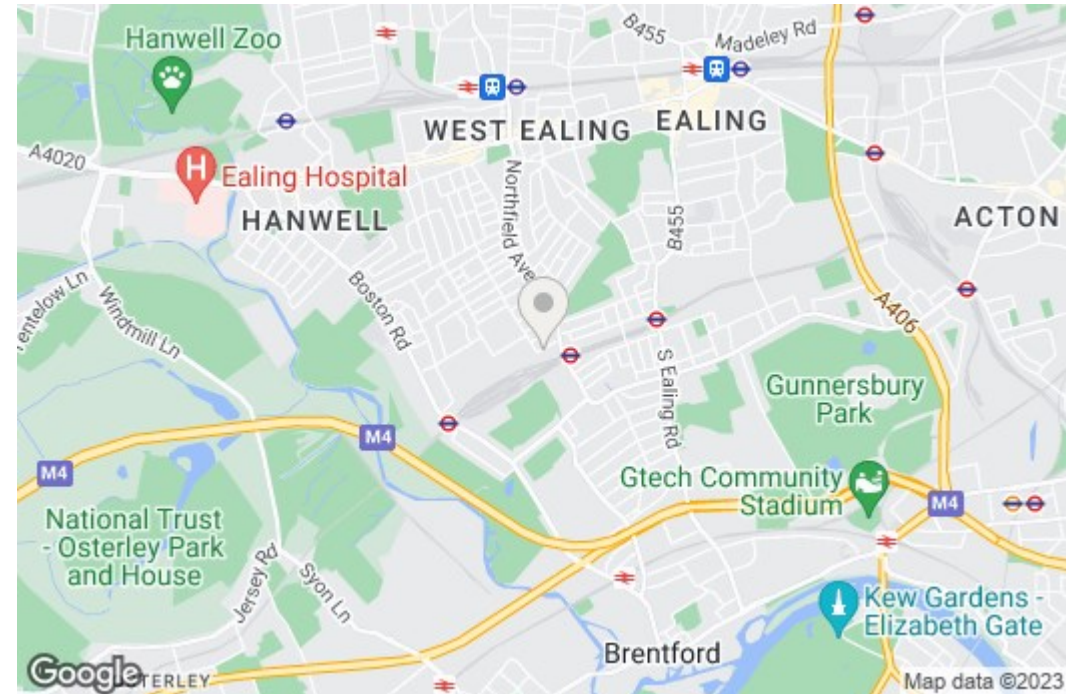 B455
Madeley Rd
Hanwell Zoo
WEST EALING
EALING
A4020
H
Ealing Hospital
Northfield Ave
B455
ACTON
HANWELL
Boston Rd
Windmill Ln
A406
S Ealing Rd
Gunnersbury
Park
M4
M4
Gtech Community
Stadium
M4
National Trust
- Osterley Park
and House
Jersey Rd
Syon Ln
Kew Gardens -
Elizabeth Gate
Brentford
Google
Map data ©2023